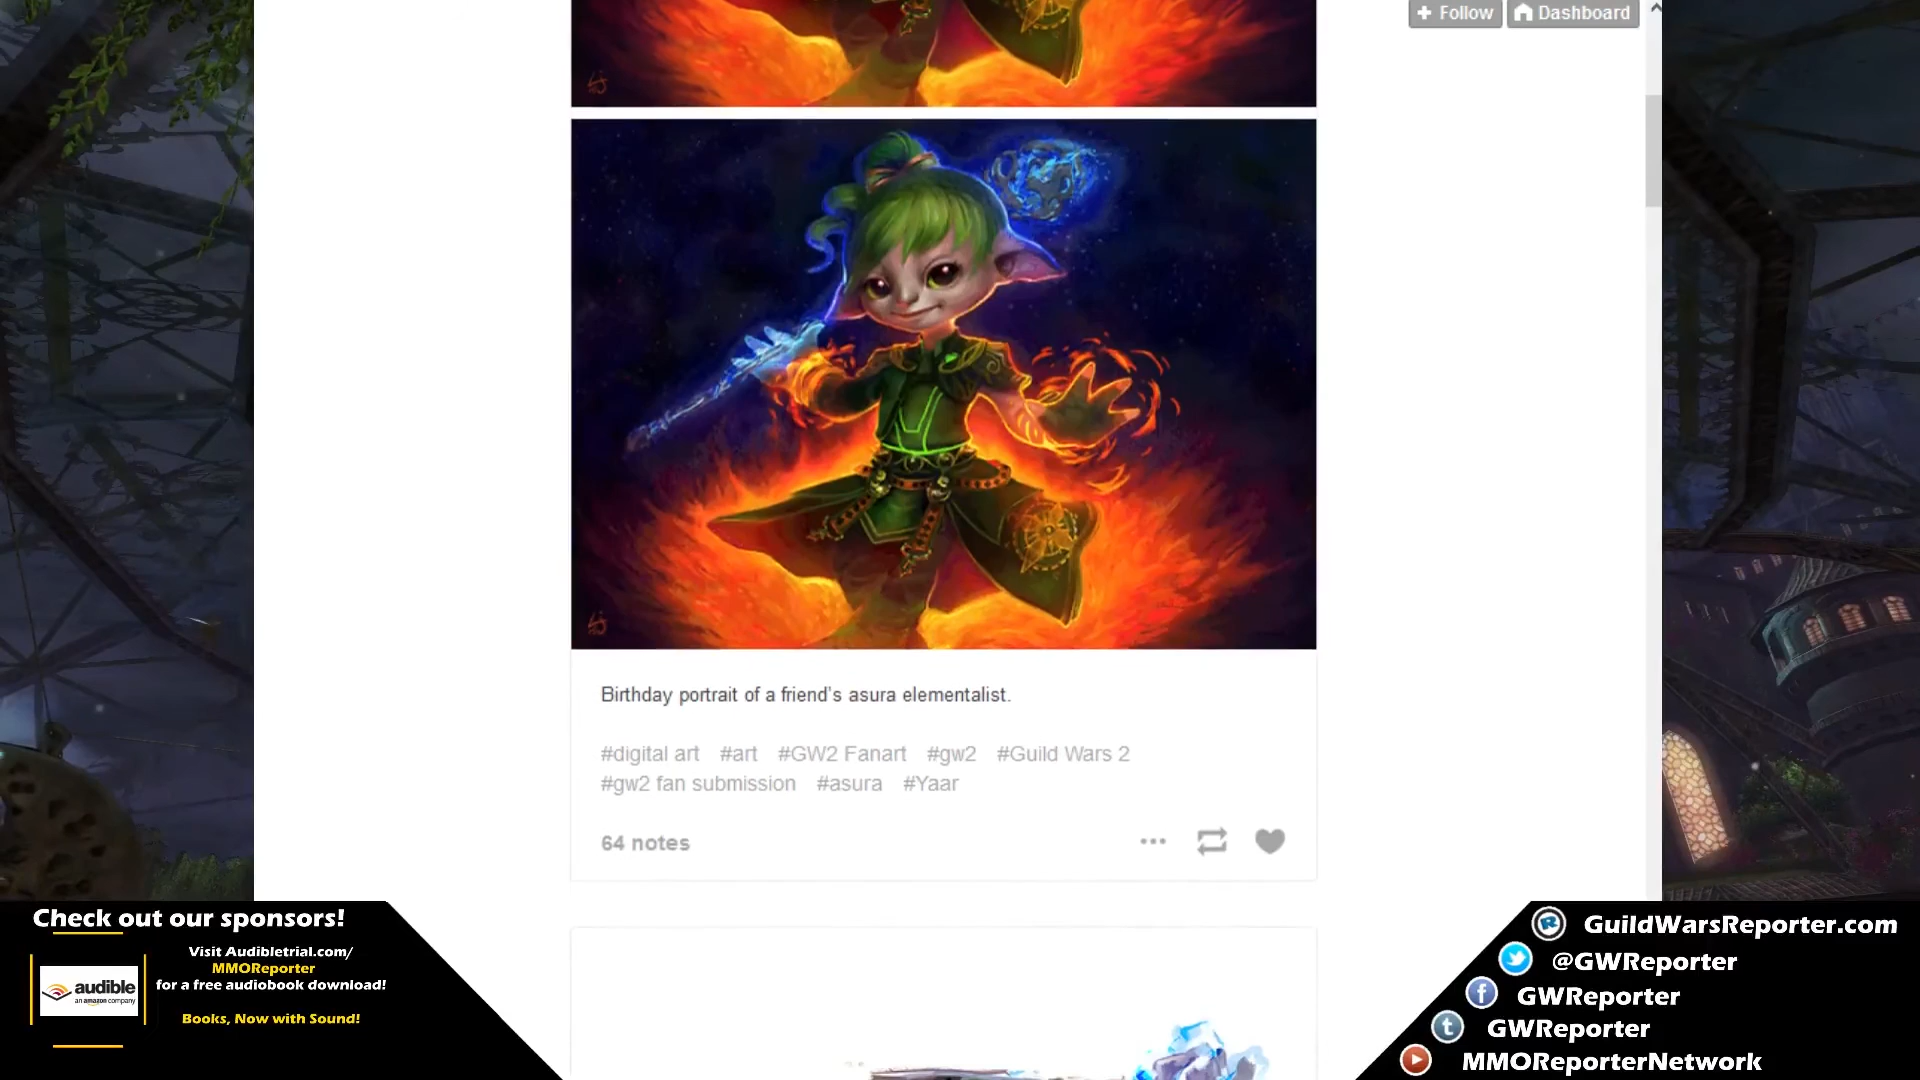 Follow
Dashboard
Birthday portrait of a friend's asura elementalist.
#digital art #art #GW2 Fanart #gw2 #Guild Wars 2
#gw2 fan submission #asura #Yaar
64 notes
Check out our sponsors!
Visit Audibletrial.com/
MMOReporter
for a free audiobook download!
Books, Now with Sound!
audible
an amazon company
GuildWarsReporter.com
@GWReporter
GWReporter
GWReporter
MMOReporterNetwork